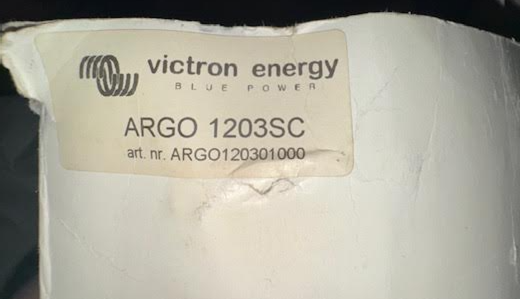 victron energy
BLUE POWER
ARGO 1203SC
art. nr. ARGO120301000